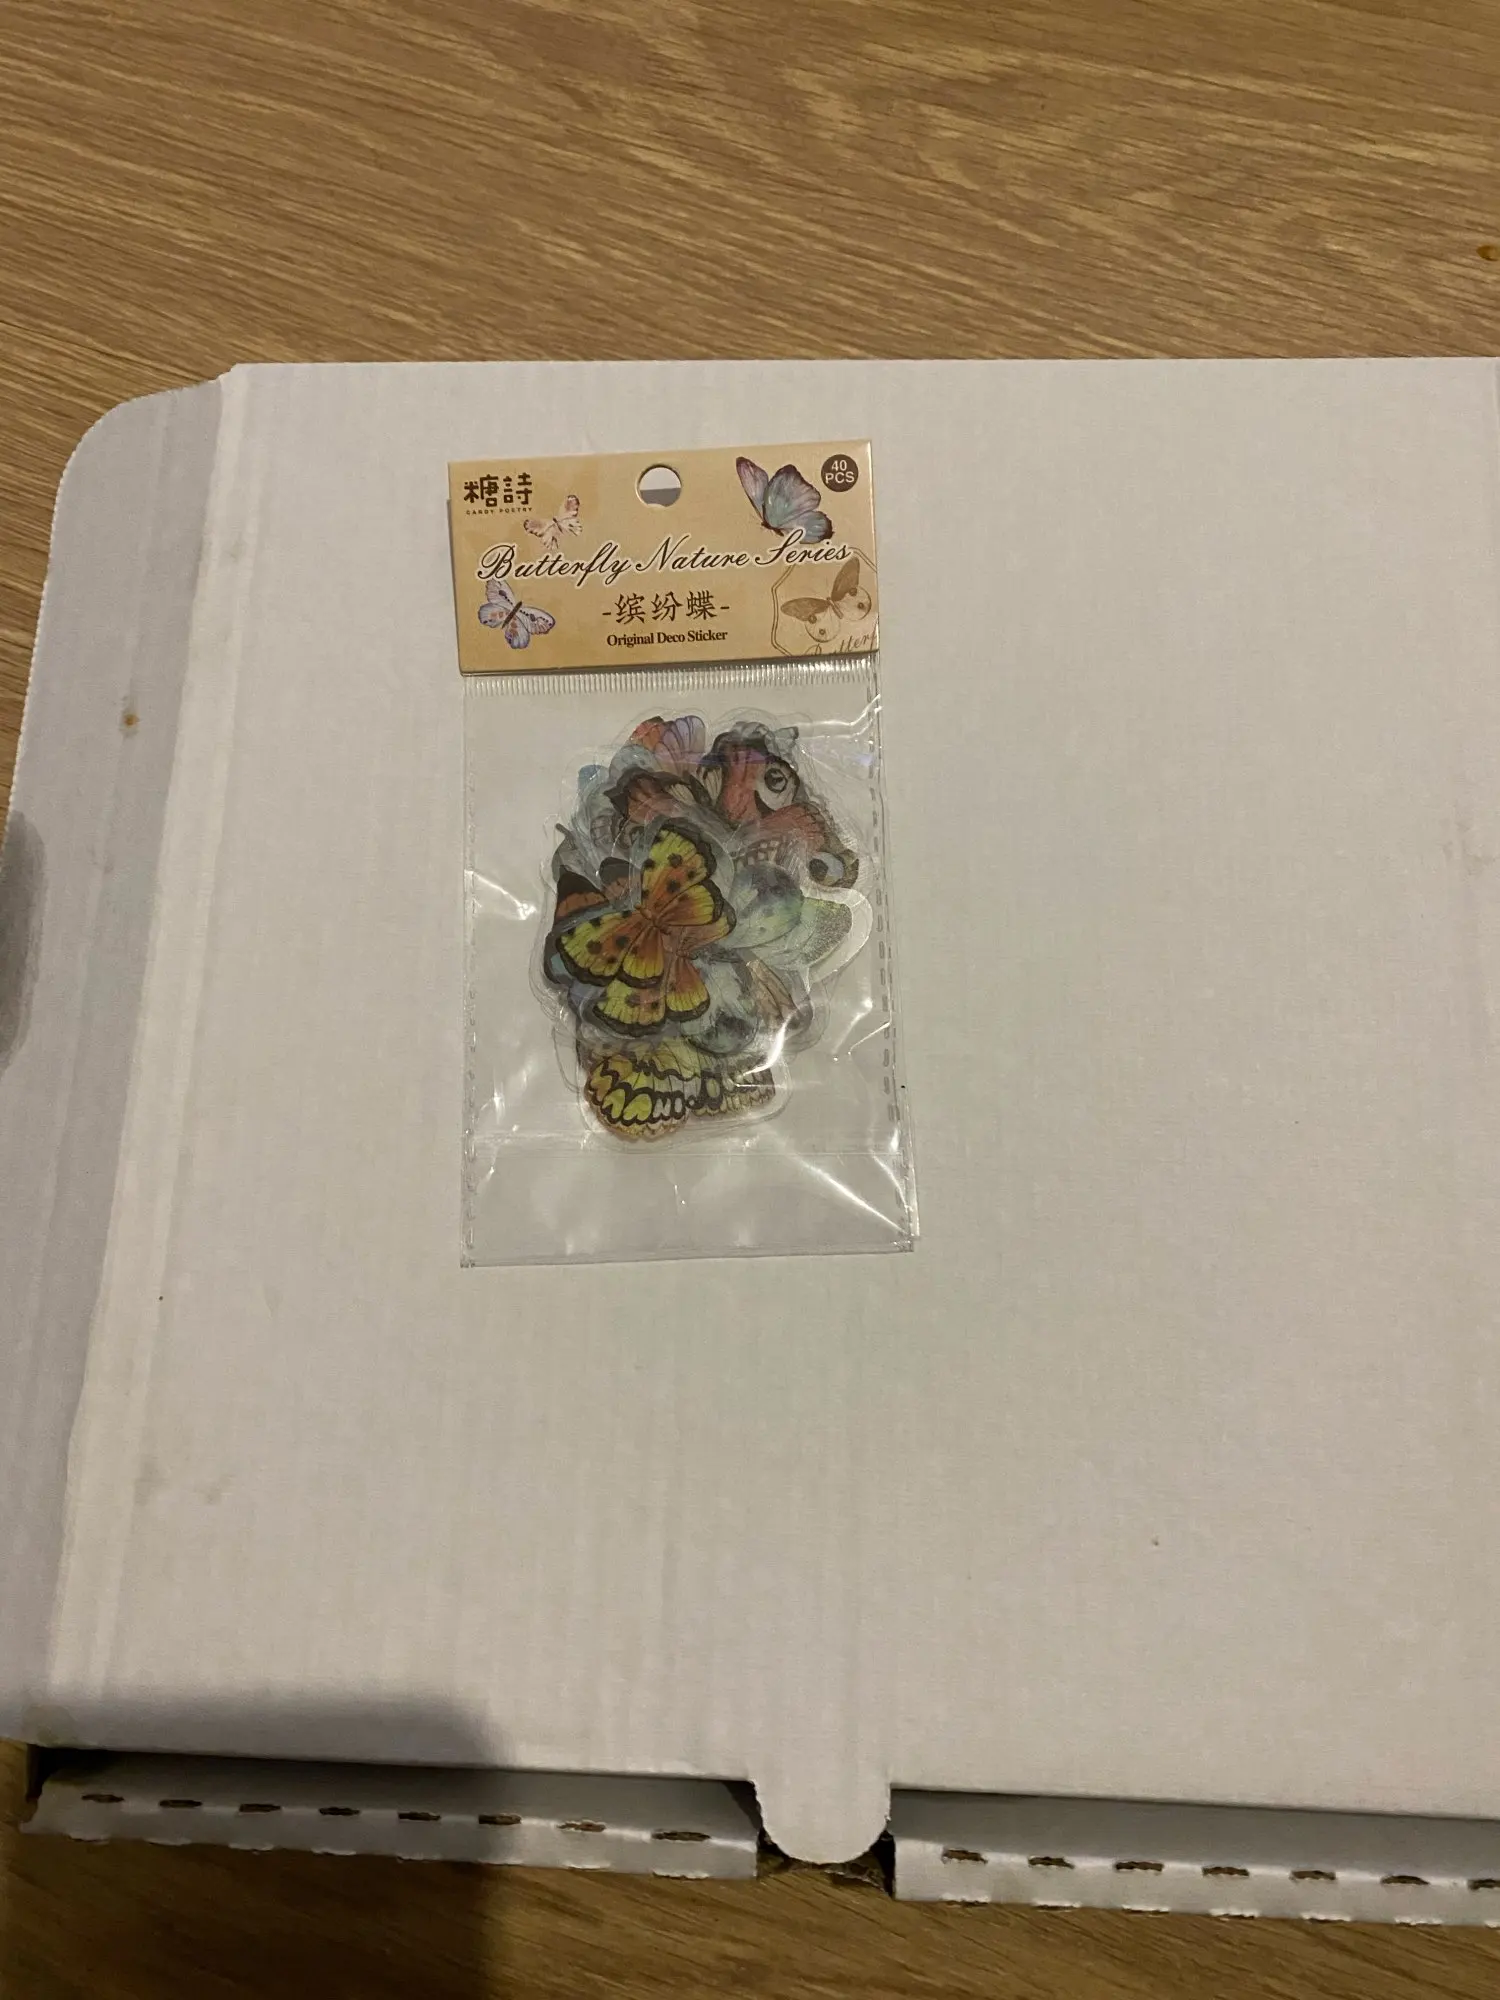 糖詩
CANDY POETRY
40
PCS
Butterfly Nature Series
-缤纷蝶-
Original Deco Sticker